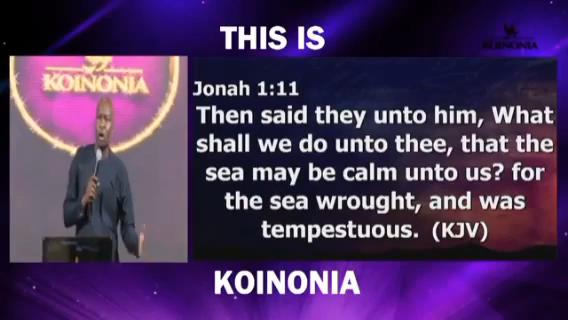 THIS IS
KOINONIA
KOINONIA
Jonah 1:11
Then said they unto him, What
shall we do unto thee, that the
sea may be calm unto us? for
the sea wrought, and was
tempestuous. (KJV)
KOINONIA